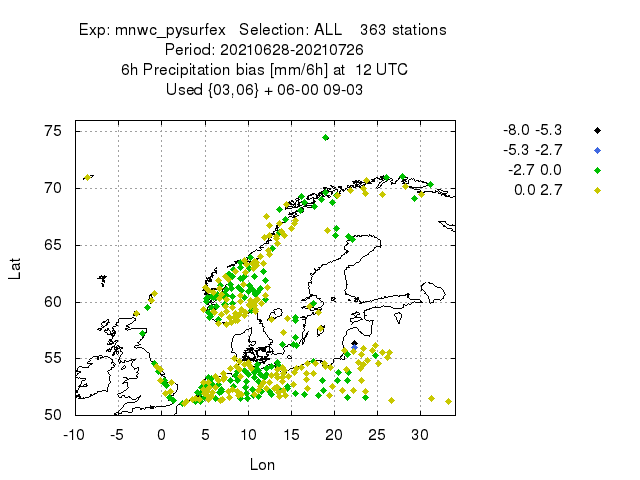 Exp: mnwc_pysurfex   Selection: ALL    363 stations
Period: 20210628-20210726
6h Precipitation bias [mm/6h] at  12 UTC
Used {03,06} + 06-00 09-03
-8.0 -5.3
-5.3 -2.7
-2.7 0.0
0.0 2.7
75
70
65
60
55
50
Lat
-10 -5 0 5 10 15 20 25 30
Lon